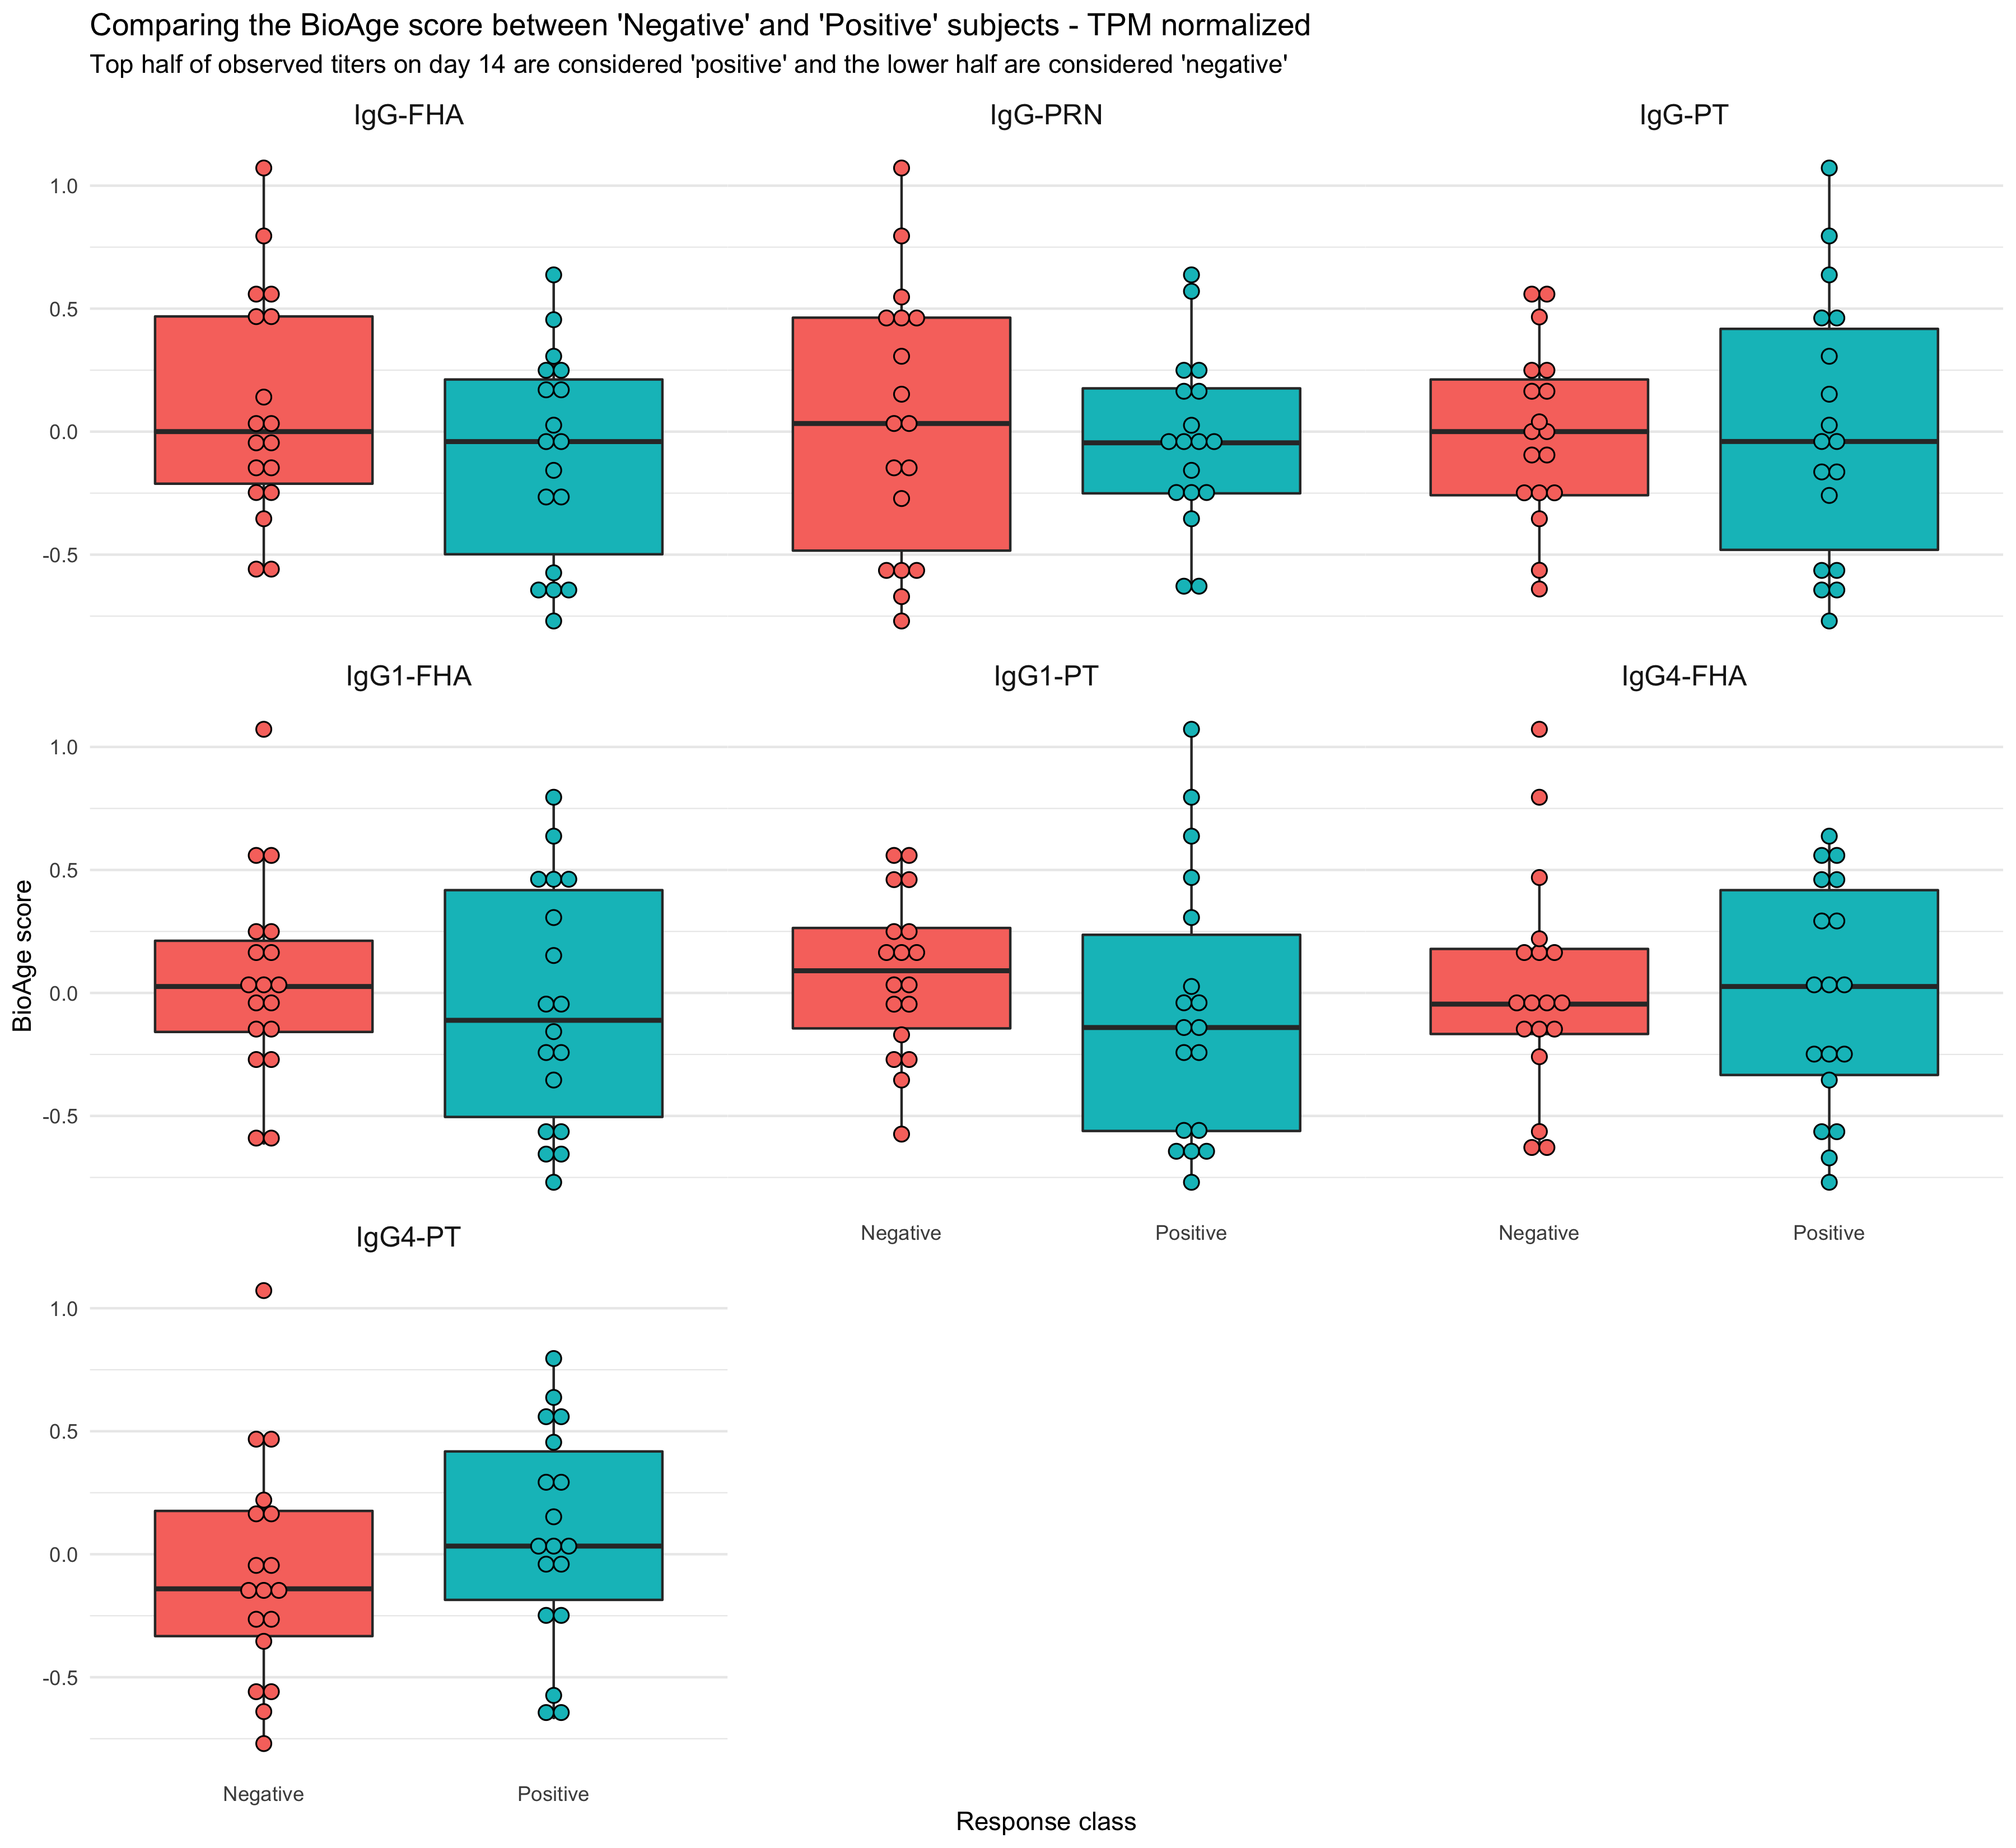 Comparing the BioAge score between 'Negative' and 'Positive' subjects - TPM normalized
Top half of observed titers on day 14 are considered 'positive' and the lower half are considered 'negative'
IgG-FHA
IgG-PRN
IgG-PT
1.0
0.5
0.0
-0.5
IgG1-FHA
IgG1-PT
IgG4-FHA
1.0
0.5
0.0
-0.5
BioAge score
Negative
Positive
Negative
Positive
IgG4-PT
1.0
0.5
0.0
-0.5
Negative
Positive
Response class